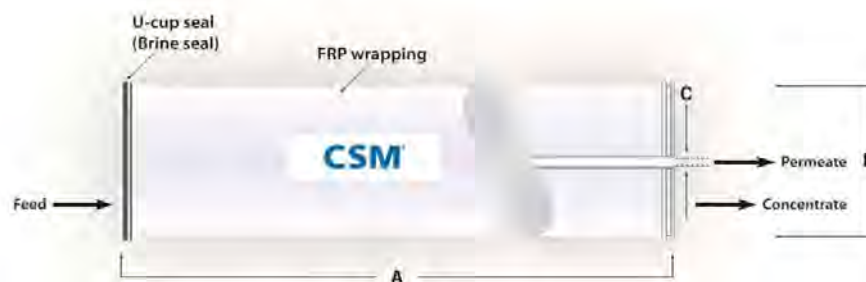 U-cup seal
(Brine seal)
FRP wrapping
C
CSM
Permeate
Feed
Concentrate
A